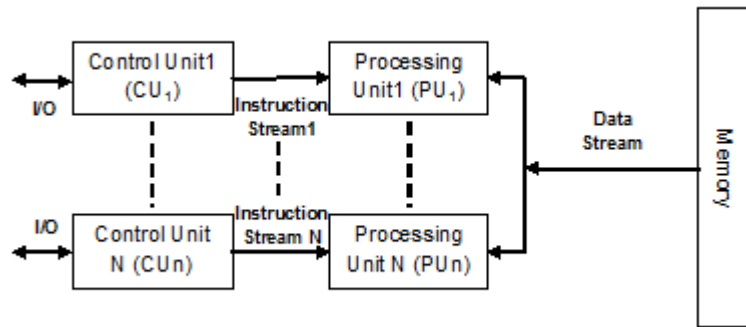 Control Unit1
(CU₁)
Processing
Unit1 (PU₁)
I/O
Instruction
Stream1
Data
Stream
Memory
I/O
Control Unit
N (CUn)
Instruction
Stream N
Processing
Unit N (PUn)